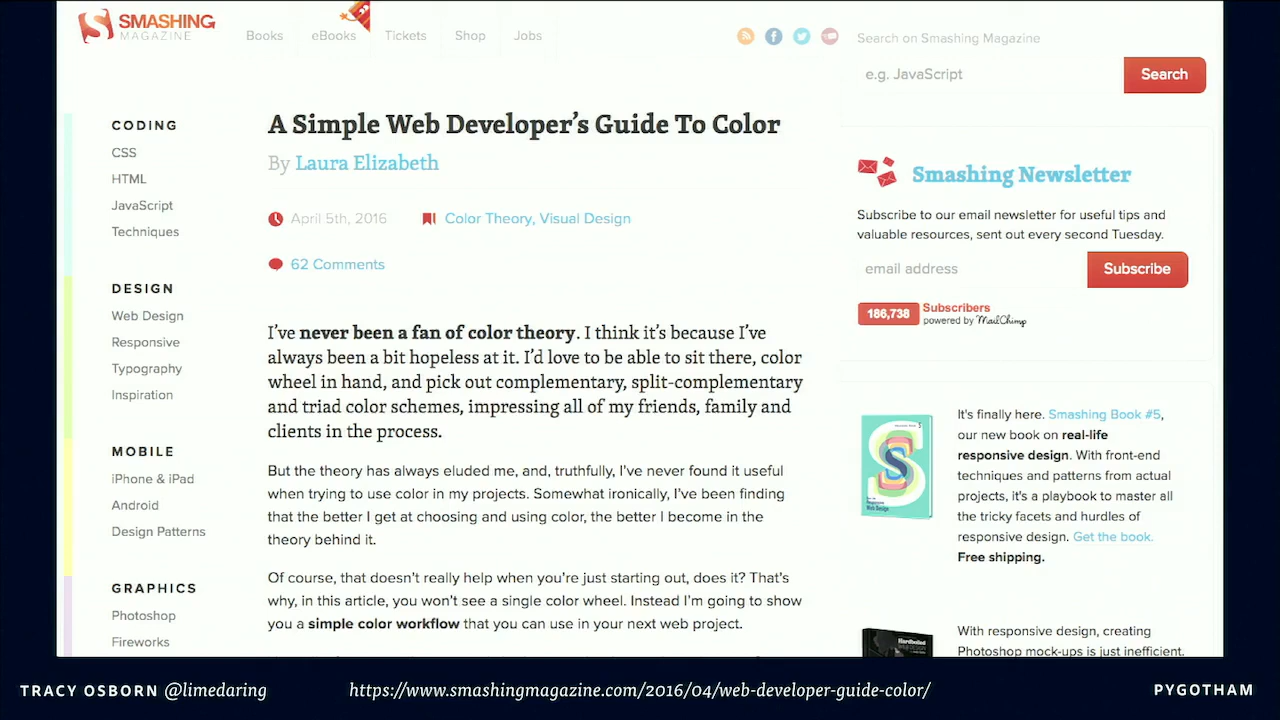 SMASHING
MAGAZINE
Books
eBooks
Tickets
Shop
Jobs
Search on Smashing Magazine
e.g. JavaScript
Search
CODING
CSS
HTML
JavaScript
Techniques
DESIGN
Web Design
Responsive
Typography
Inspiration
MOBILE
iPhone & iPad
Android
Design Patterns
GRAPHICS
Photoshop
Fireworks
A Simple Web Developer's Guide To Color
By Laura Elizabeth
April 5th, 2016
Color Theory, Visual Design
62 Comments
I've never been a fan of color theory. I think it's because I've
always been a bit hopeless at it. I'd love to be able to sit there, color
wheel in hand, and pick out complementary, split-complementary
and triad color schemes, impressing all of my friends, family and
clients in the process.
But the theory has always eluded me, and, truthfully, I've never found it useful
when trying to use color in my projects. Somewhat ironically, I've been finding
that the better I get at choosing and using color, the better I become in the
theory behind it.
Of course, that doesn't really help when you're just starting out, does it? That's
why, in this article, you won't see a single color wheel. Instead I'm going to show
you a simple color workflow that you can use in your next web project.
Smashing Newsletter
Subscribe to our email newsletter for useful tips and
valuable resources, sent out every second Tuesday.
email address
Subscribe
186,738
Subscribers
powered by MailChimp
It's finally here. Smashing Book #5,
our new book on real-life
responsive design. With front-end
techniques and patterns from actual
projects, it's a playbook to master all
the tricky facets and hurdles of
responsive design. Get the book.
Free shipping.
Web Design
With responsive design, creating
Photoshop mock-ups is just inefficient.
Hardboiled
TRACY OSBORN @limedaring
https://www.smashingmagazine.com/2016/04/web-developer-guide-color/
PYGOTHAM